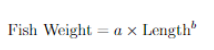 Fish Weight = a × Length^b